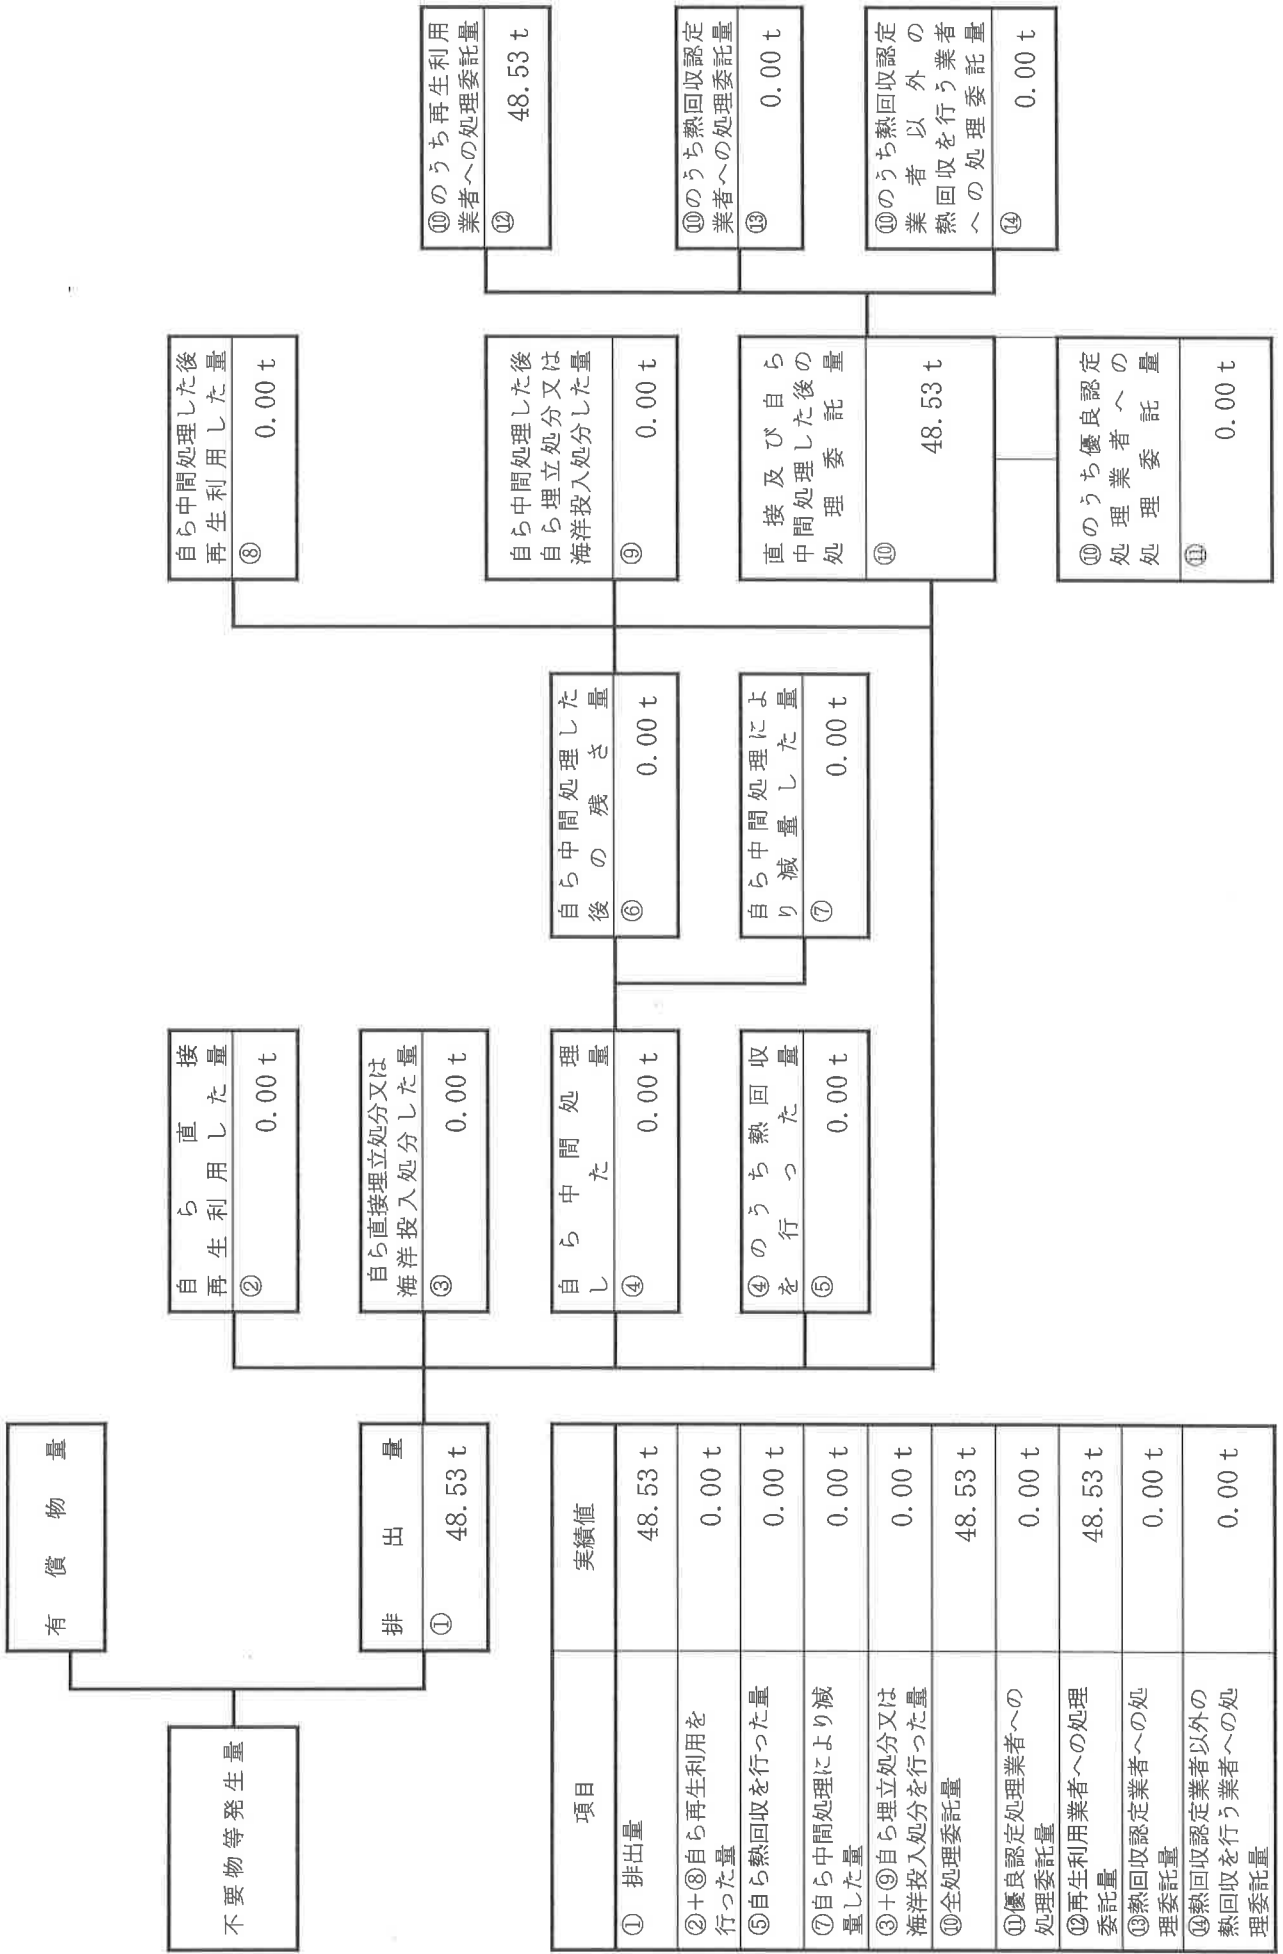 不要物等発生量
有償物量
排出量
① 48.53 t
自ら直接
再生利用した量
② 0.00 t
自ら直接埋立処分又は
海洋投入処分した量
③ 0.00 t
自ら中間処理
した量
④ 0.00 t
④のうち熱回収
を行った量
⑤ 0.00 t
自ら中間処理した
後の残さ量
⑥ 0.00 t
自ら中間処理によ
り減量した量
⑦ 0.00 t
自ら中間処理した後
再生利用した量
⑧ 0.00 t
自ら中間処理した後
自ら埋立処分又は
海洋投入処分した量
⑨ 0.00 t
直接及び自ら
中間処理した後の
処理委託量
⑩ 48.53 t
⑩のうち優良認定
処理業者への
処理委託量
⑪ 0.00 t
⑩のうち再生利用
業者への処理委託量
⑫ 48.53 t
⑩のうち熱回収認定
業者への処理委託量
⑬ 0.00 t
⑩のうち熱回収認定
業者以外の
熱回収を行う業者
への処理委託量
⑭ 0.00 t
項目 実績値
① 排出量 48.53 t
②＋⑧自ら再生利用を
行った量 0.00 t
⑤自ら熱回収を行った量 0.00 t
⑦自ら中間処理により減
量した量 0.00 t
③＋⑨自ら埋立処分又は
海洋投入処分を行った量 0.00 t
⑩全処理委託量 48.53 t
⑪優良認定処理業者への
処理委託量 0.00 t
⑫再生利用業者への処理
委託量 48.53 t
⑬熱回収認定業者への処
理委託量 0.00 t
⑭熱回収認定業者以外の
熱回収を行う業者への処
理委託量 0.00 t